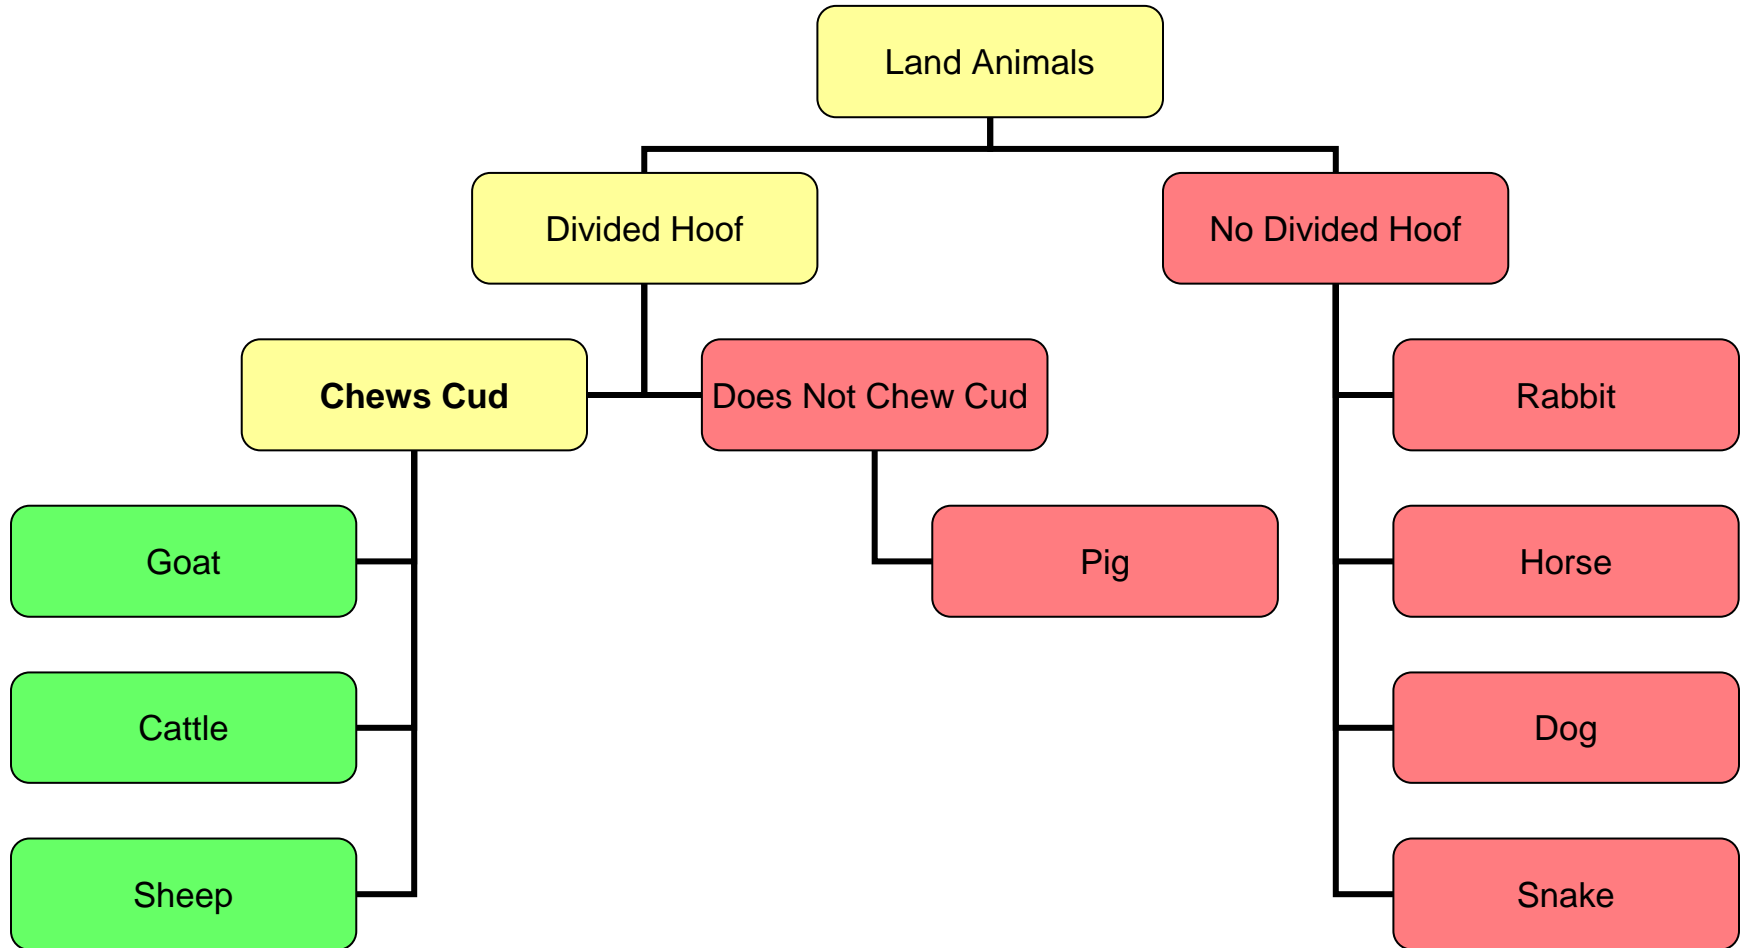 Land Animals
Divided Hoof
No Divided Hoof
Chews Cud
Does Not Chew Cud
Rabbit
Goat
Pig
Horse
Cattle
Dog
Sheep
Snake